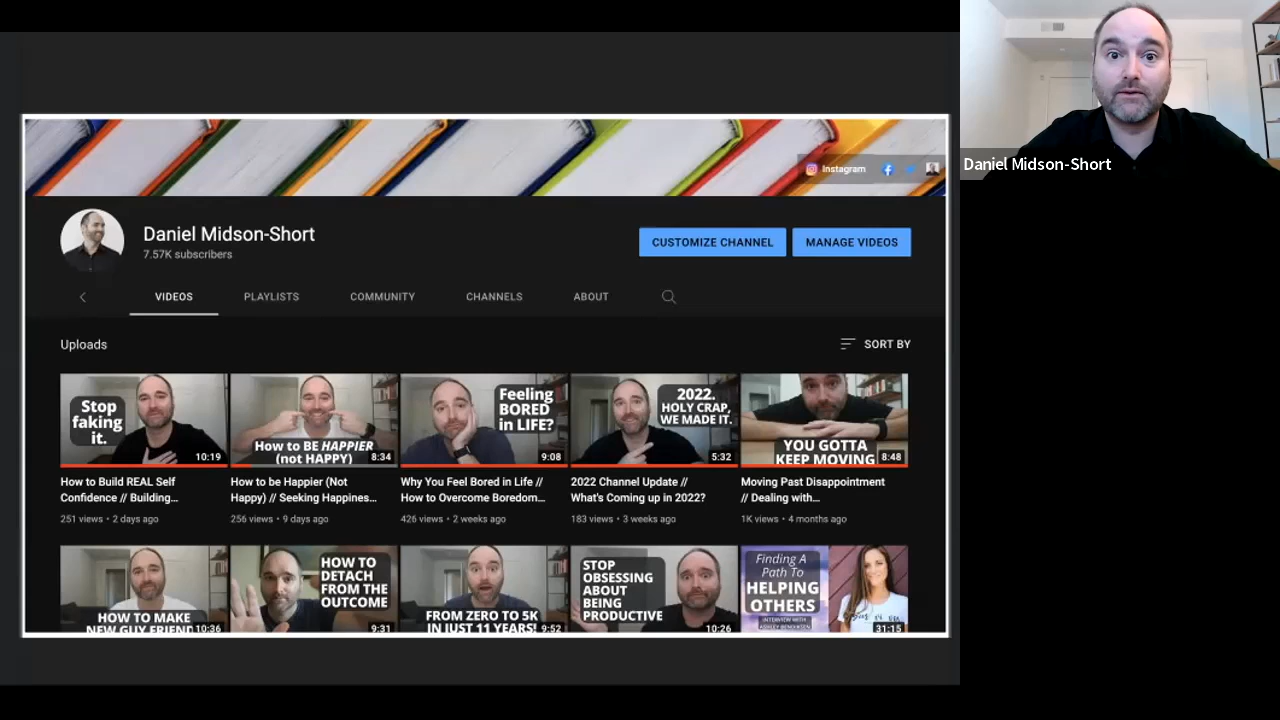 Daniel Midson-Short
Instagram
Daniel Midson-Short
7.57K subscribers
CUSTOMIZE CHANNEL
MANAGE VIDEOS
VIDEOS
PLAYLISTS
COMMUNITY
CHANNELS
ABOUT
Uploads
SORT BY
Stop
faking
it.
10:19
How to BE HAPPIER
(not HAPPY)
8:34
Feeling
BORED
in LIFE?
9:08
2022.
HOLY CRAP,
WE MADE IT.
5:32
YOU GOTTA
KEEP MOVING
8:48
How to Build REAL Self
Confidence // Building...
251 views • 2 days ago
How to be Happier (Not
Happy) // Seeking Happines...
256 views • 9 days ago
Why You Feel Bored in Life //
How to Overcome Boredom...
426 views • 2 weeks ago
2022 Channel Update //
What's Coming up in 2022?
183 views • 3 weeks ago
Moving Past Disappointment
// Dealing with...
1K views • 4 months ago
HOW TO MAKE
NEW GUY FRIEND
10:36
HOW TO
DETACH
FROM THE
OUTCOME
9:31
FROM ZERO TO 5K
IN JUST 11 YEARS!
9:52
STOP
OBSESSING
ABOUT
BEING
PRODUCTIVE
10:26
Finding A
Path To
HELPING
OTHERS
INTERVIEW WITH
31:15